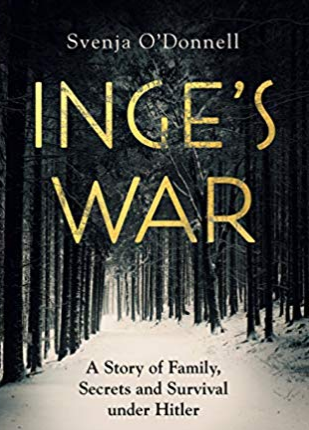 Svenja O'Donnell
INGE'S
WAR
A Story of Family,
Secrets and Survival
under Hitler